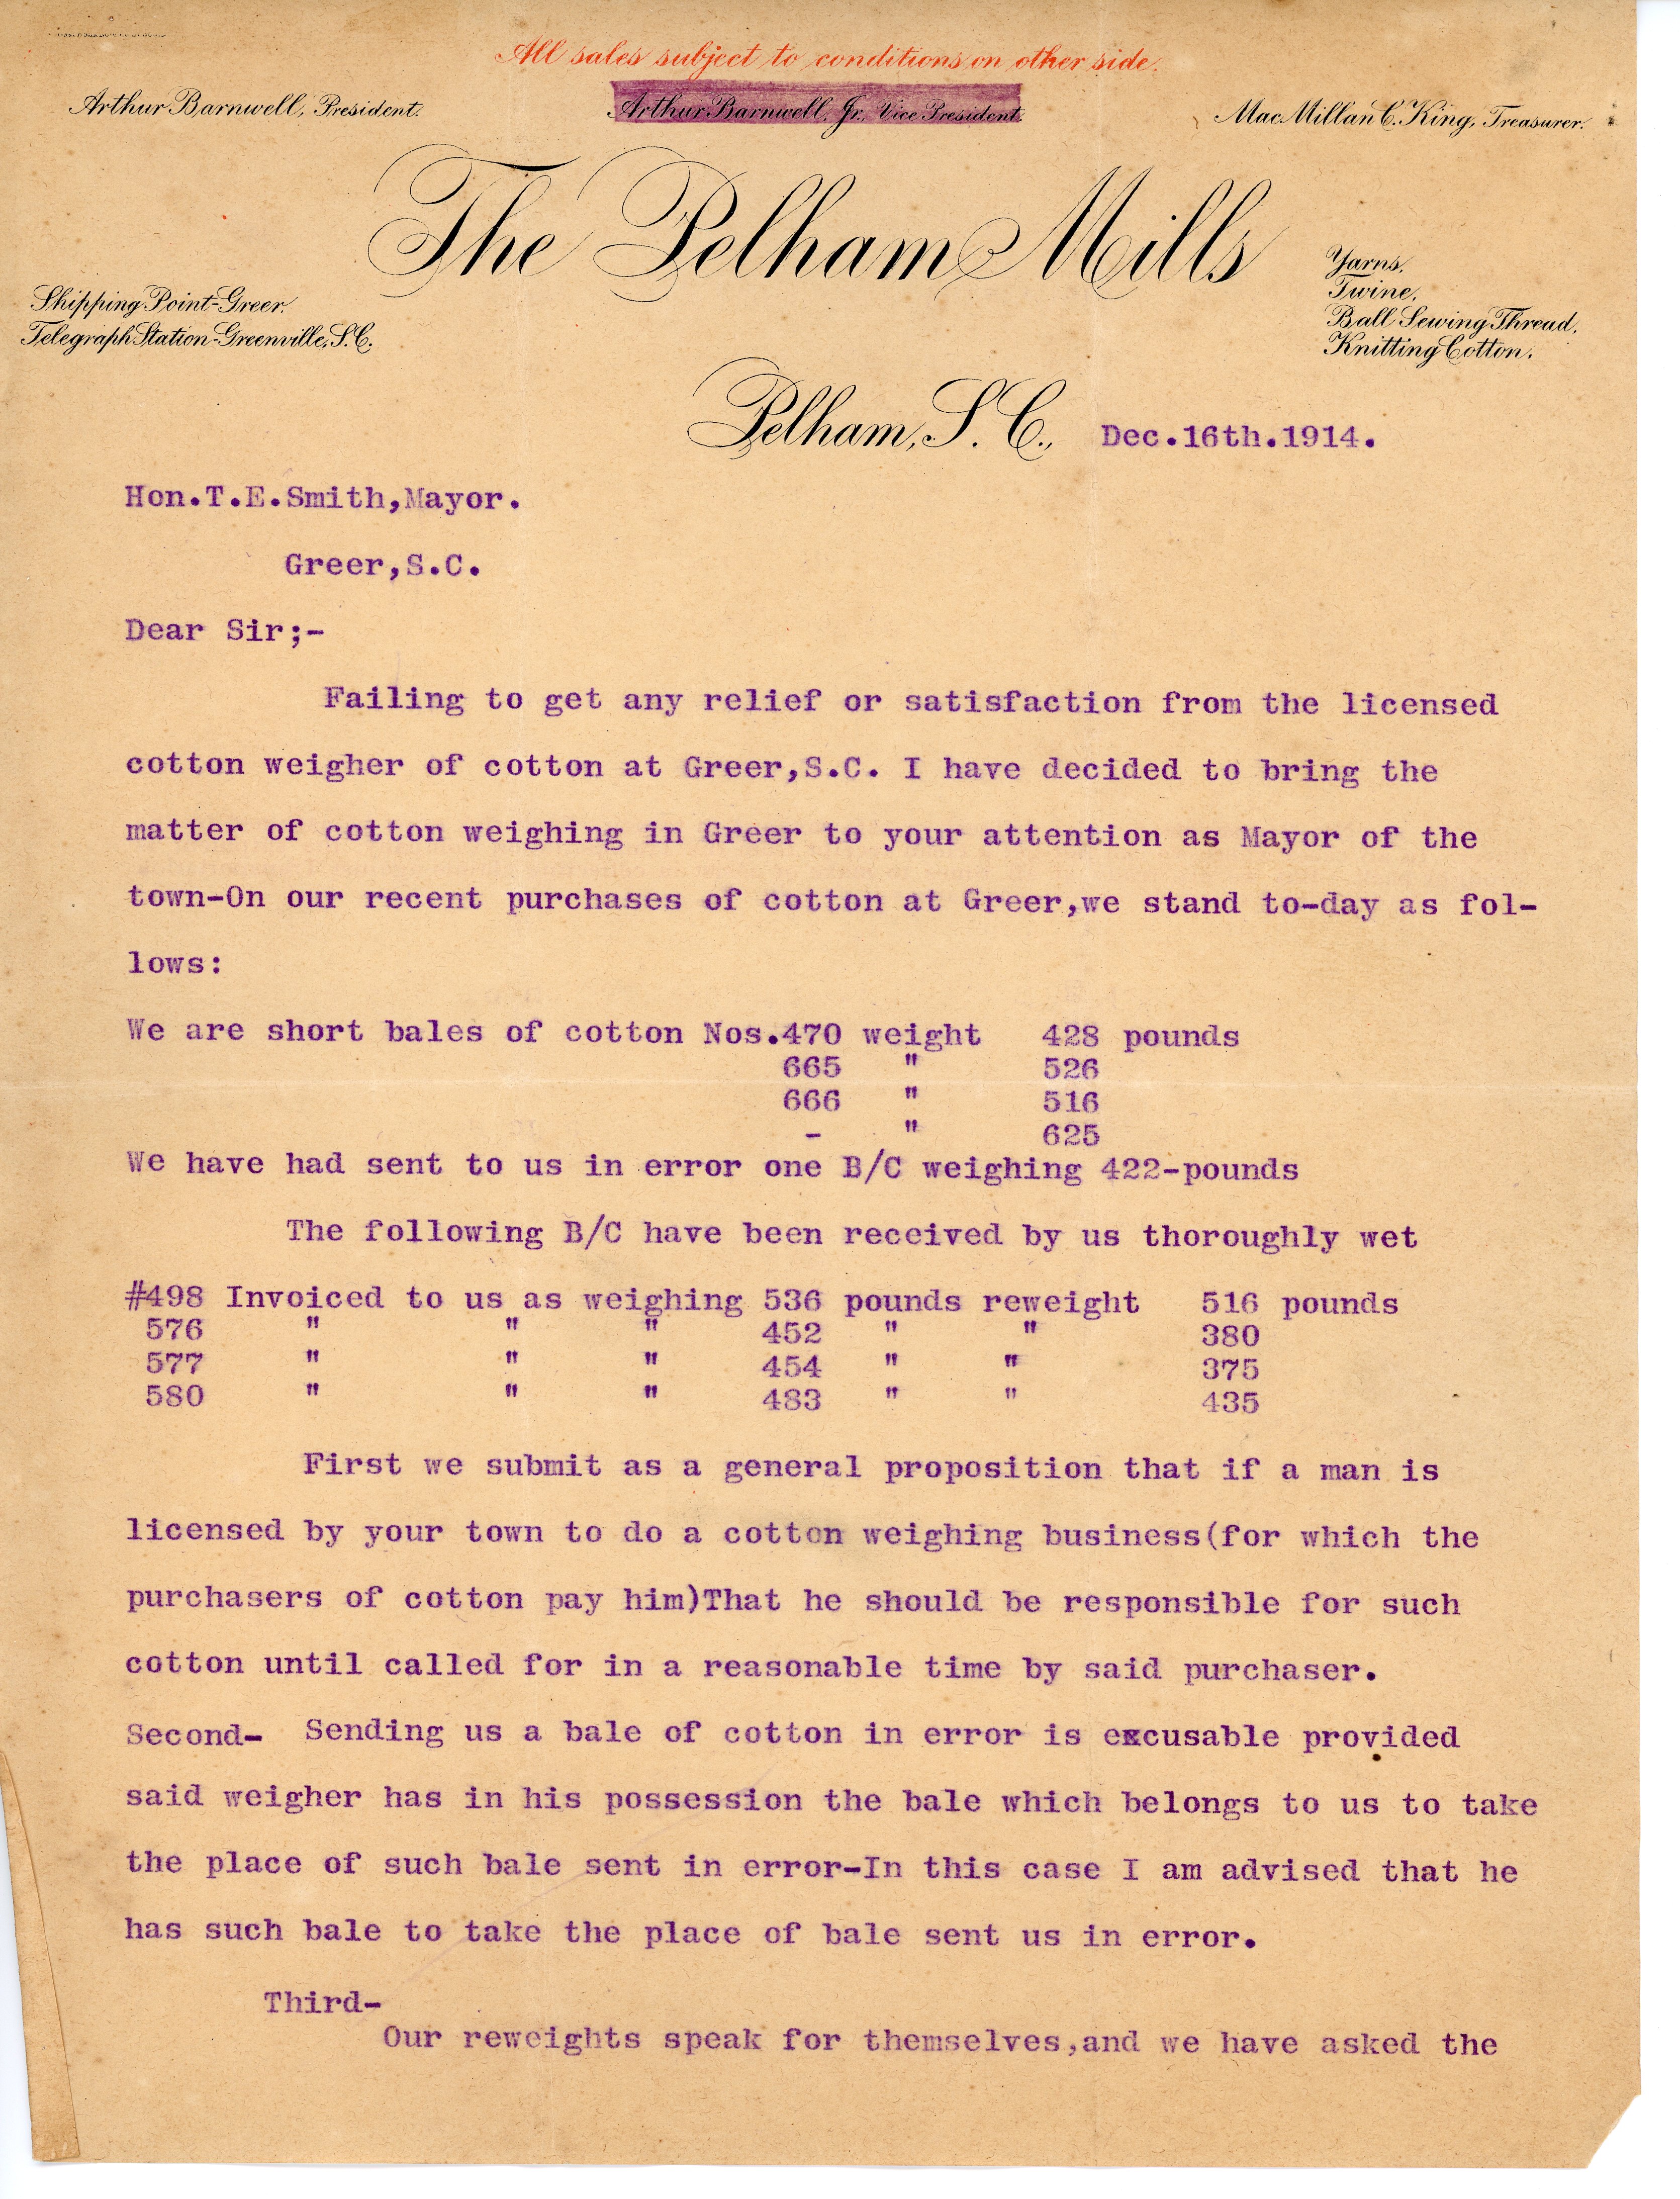 All sales subject to conditions on other side.
Arthur Barnwell, President.
Arthur Barnwell, Jr. Vice President.
MacMillan C. King, Treasurer.
The Pelham Mills
Shipping Point-Greer.
Telegraph Station-Greenville, S.C.
Yarns,
Twine,
Ball Sewing Thread,
Knitting Cotton.
Pelham, S. C., Dec.16th.1914.
Hon.T.E.Smith,Mayor.
Greer,S.C.
Dear Sir;-
Failing to get any relief or satisfaction from the licensed
cotton weigher of cotton at Greer,S.C. I have decided to bring the
matter of cotton weighing in Greer to your attention as Mayor of the
town-On our recent purchases of cotton at Greer,we stand to-day as fol-
lows:
We are short bales of cotton Nos.470 weight 428 pounds
665 " 526
666 " 516
- " 625
We have had sent to us in error one B/C weighing 422-pounds
The following B/C have been received by us thoroughly wet
#498 Invoiced to us as weighing 536 pounds reweight 516 pounds
576 " " " 452 " " 380
577 " " " 454 " " 375
580 " " " 483 " " 435
First we submit as a general proposition that if a man is
licensed by your town to do a cotton weighing business(for which the
purchasers of cotton pay him)That he should be responsible for such
cotton until called for in a reasonable time by said purchaser.
Second- Sending us a bale of cotton in error is excusable provided
said weigher has in his possession the bale which belongs to us to take
the place of such bale sent in error-In this case I am advised that he
has such bale to take the place of bale sent us in error.
Third-
Our reweights speak for themselves,and we have asked the